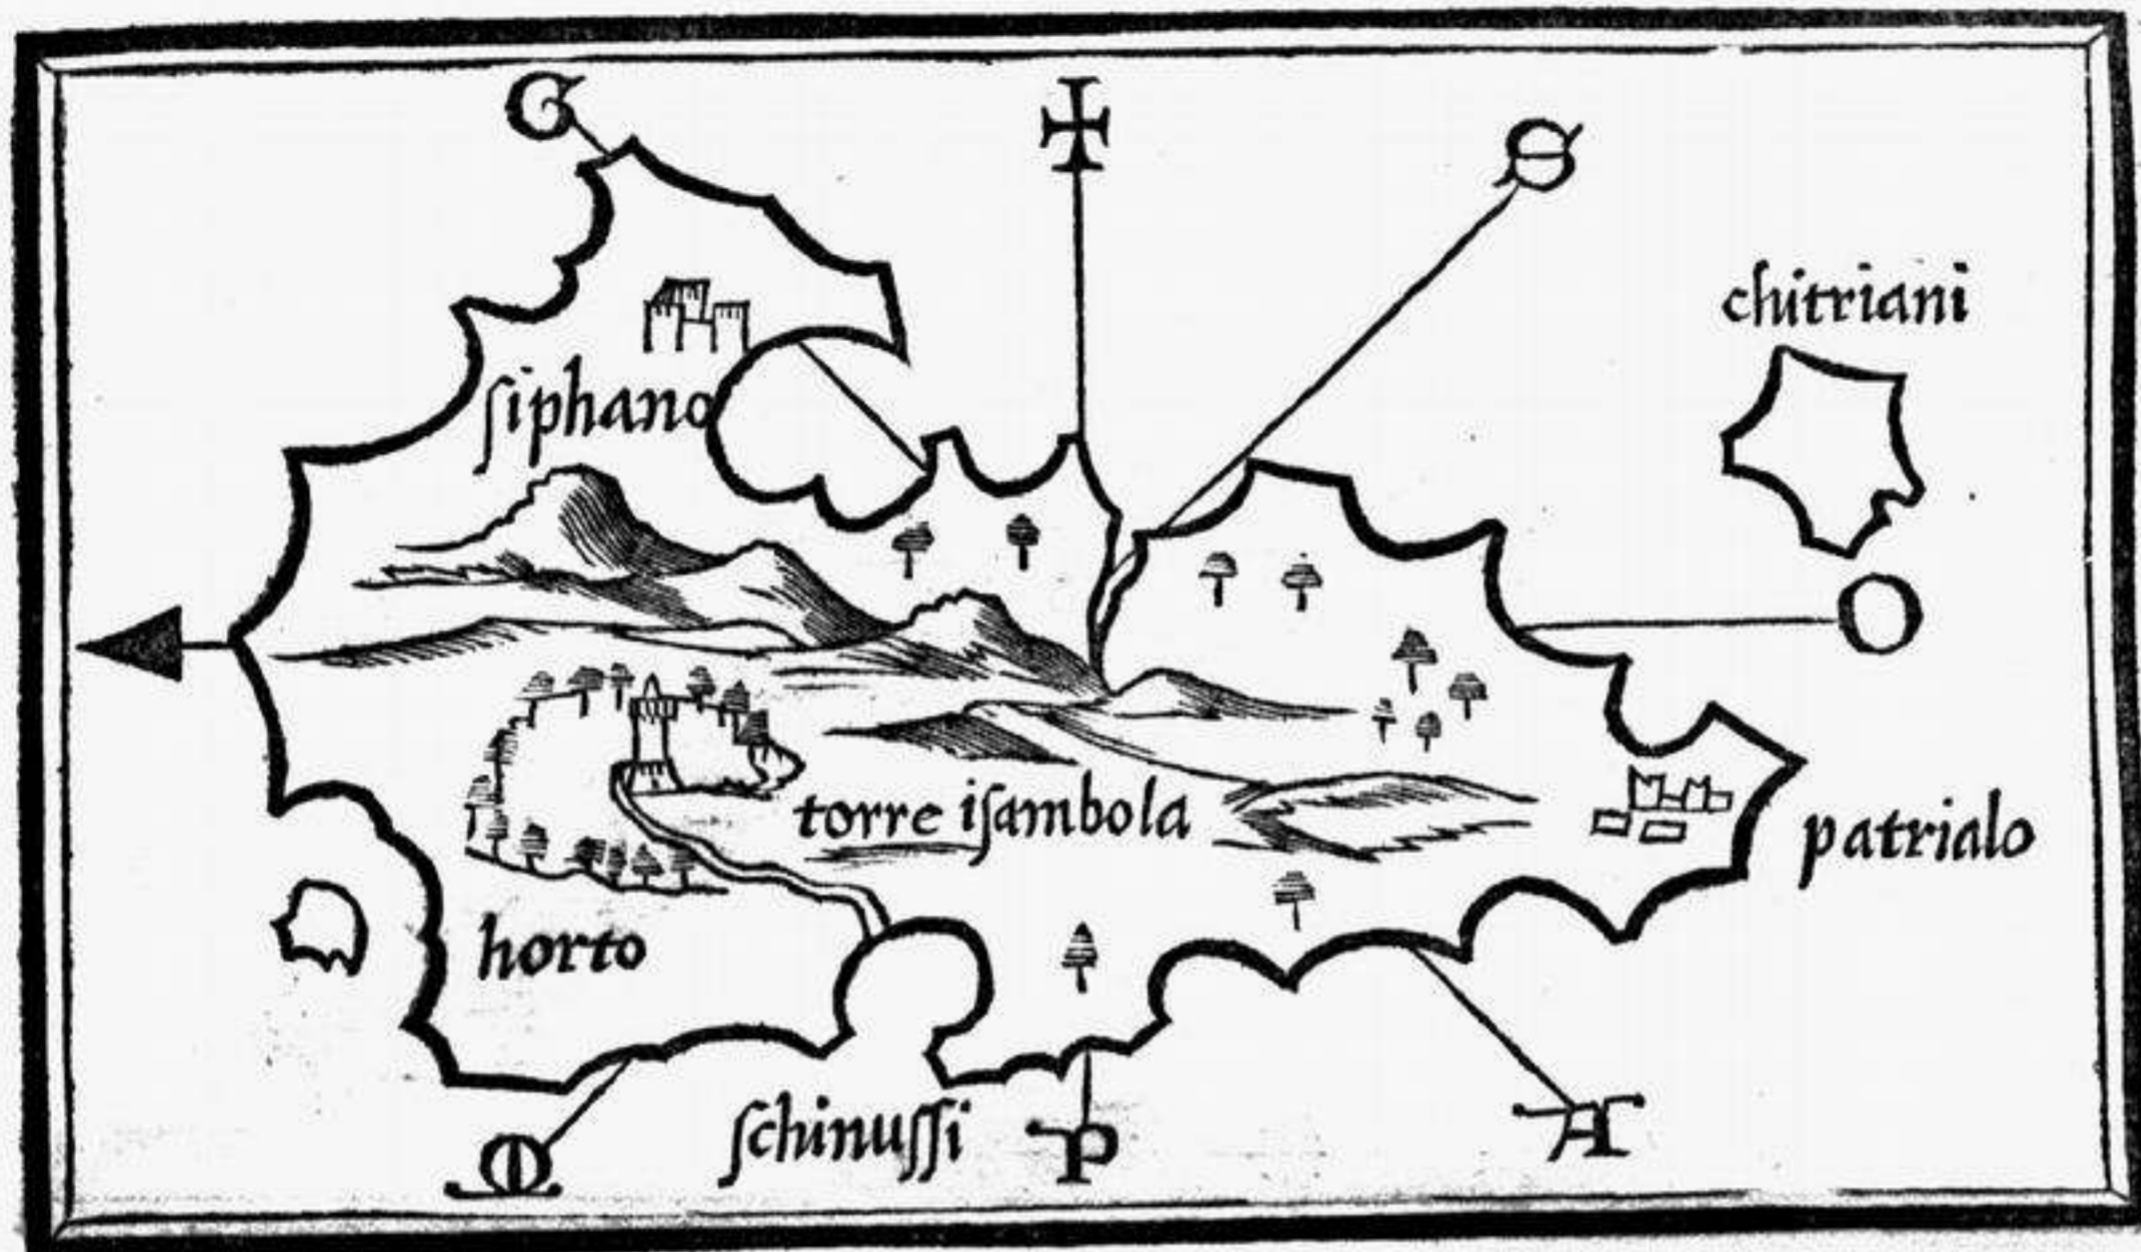 G
S
chitriani
ſiphano
O
torre iſambola
patrialo
horto
ſchinuſſi
M
P
A